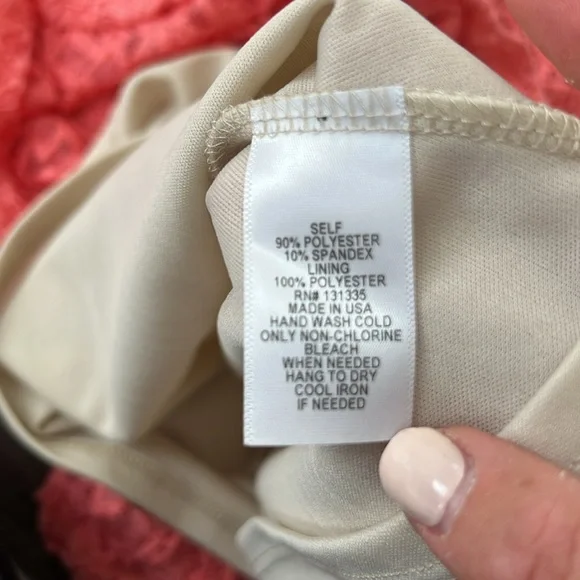 SELF
90% POLYESTER
10% SPANDEX
LINING
100% POLYESTER
RN# 131335
MADE IN USA
HAND WASH COLD
ONLY NON-CHLORINE
BLEACH
WHEN NEEDED
HANG TO DRY
COOL IRON
IF NEEDED